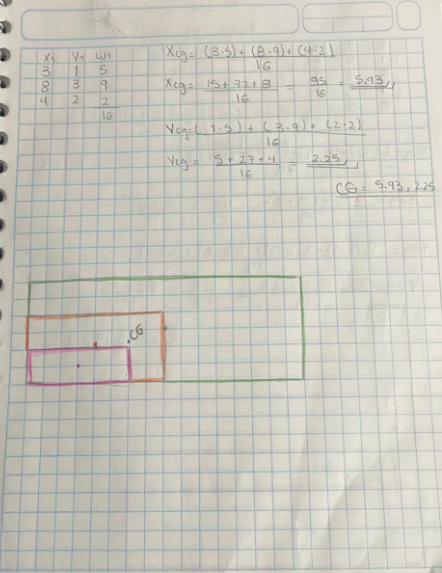 X1 Y1 W1
3 1 5
8 3 9
4 2 2
16
Xcg = (3·5) + (8·9) + (4·2)
16
Xcg = 15 + 72 + 8 = 95 = 5.93
16 16
Ycg = (1·5) + (3·9) + (2·2)
16
Ycg = 5 + 27 + 4 = 2.25
16
CG = 5.93, 2.25
CG